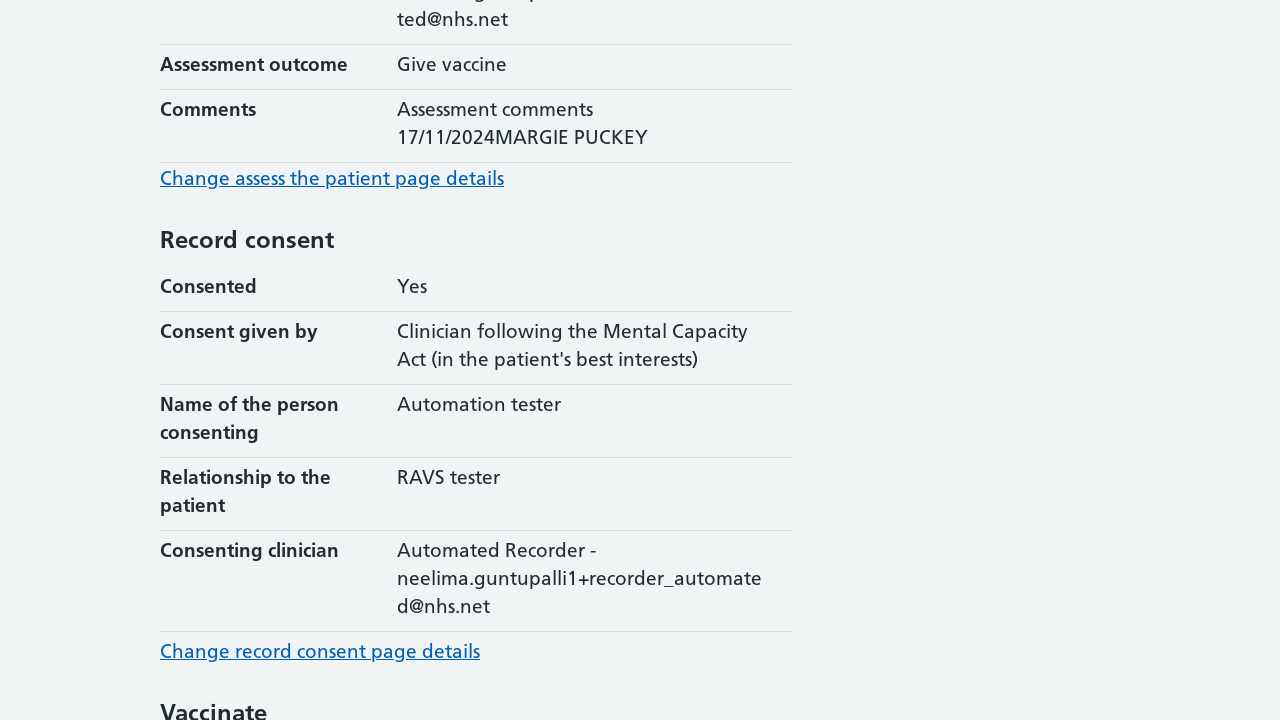 ted@nhs.net
Assessment outcome Give vaccine
Comments Assessment comments
17/11/2024MARGIE PUCKEY
Change assess the patient page details
Record consent
Consented Yes
Consent given by Clinician following the Mental Capacity
Act (in the patient's best interests)
Name of the person Automation tester
consenting
Relationship to the RAVS tester
patient
Consenting clinician Automated Recorder -
neelima.guntupalli1+recorder_automate
d@nhs.net
Change record consent page details
Vaccinate